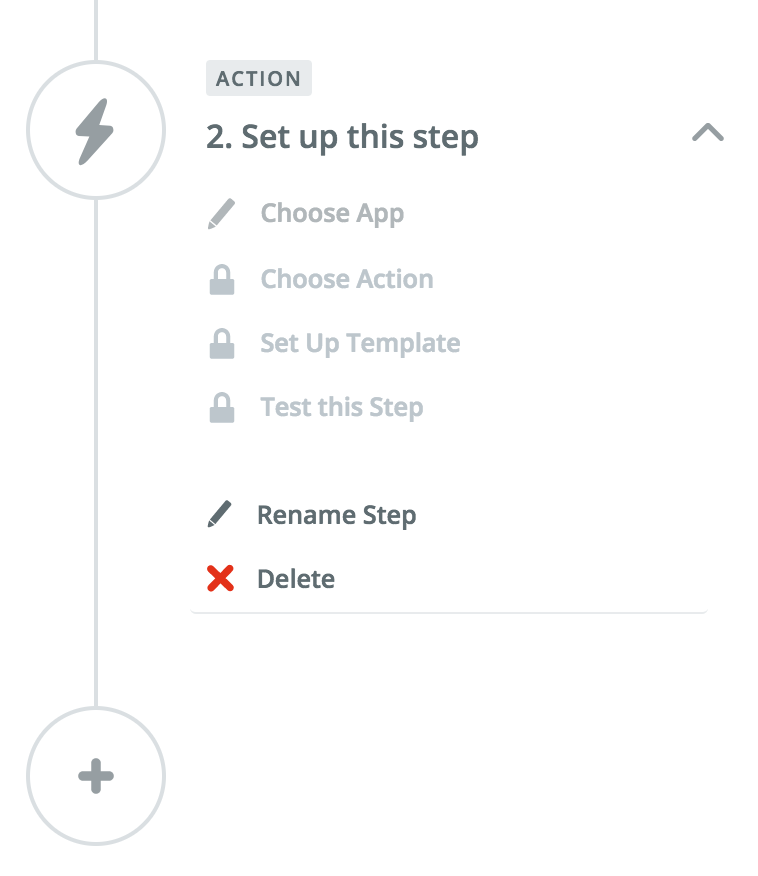 ACTION
2. Set up this step
Choose App
Choose Action
Set Up Template
Test this Step
Rename Step
Delete